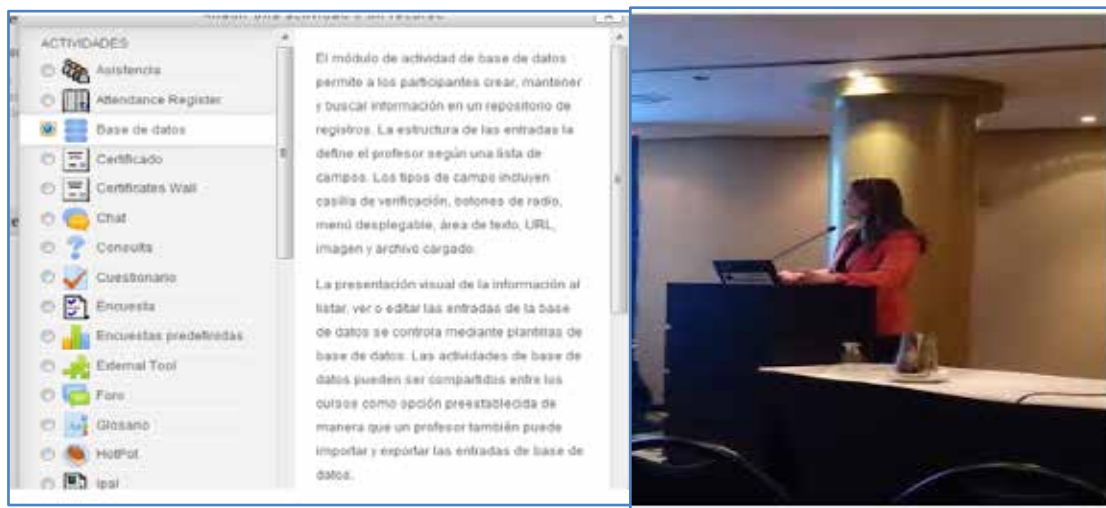 Añadir una actividad o un recurso
ACTIVIDADES
Asistencia
Attendance Register
Base de datos
Certificado
Certificates Wall
Chat
Consulta
Cuestionario
Encuesta
Encuestas predefinidas
External Tool
Foro
Glosario
HotPot
ipal
El módulo de actividad de base de datos
permite a los participantes crear, mantener
y buscar información en un repositorio de
registros. La estructura de las entradas la
define el profesor según una lista de
campos. Los tipos de campo incluyen
casilla de verificación, botones de radio,
menú desplegable, área de texto, URL,
imagen y archivo cargado.
La presentación visual de la información al
listar, ver o editar las entradas de la base
de datos se controla mediante plantillas de
base de datos. Las actividades de base de
datos pueden ser compartidos entre los
cursos como opción preestablecida de
manera que un profesor también puede
importar y exportar las entradas de base de
datos.